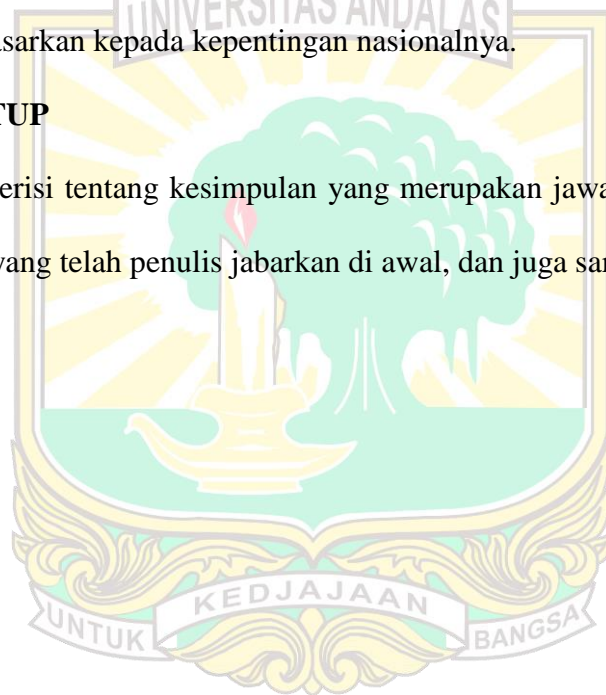 UNIVERSITAS ANDALAS
asarkan kepada kepentingan nasionalnya.
TUP
erisi tentang kesimpulan yang merupakan jawa
yang telah penulis jabarkan di awal, dan juga sar
UNTUK KEDJAJAAN BANGSA